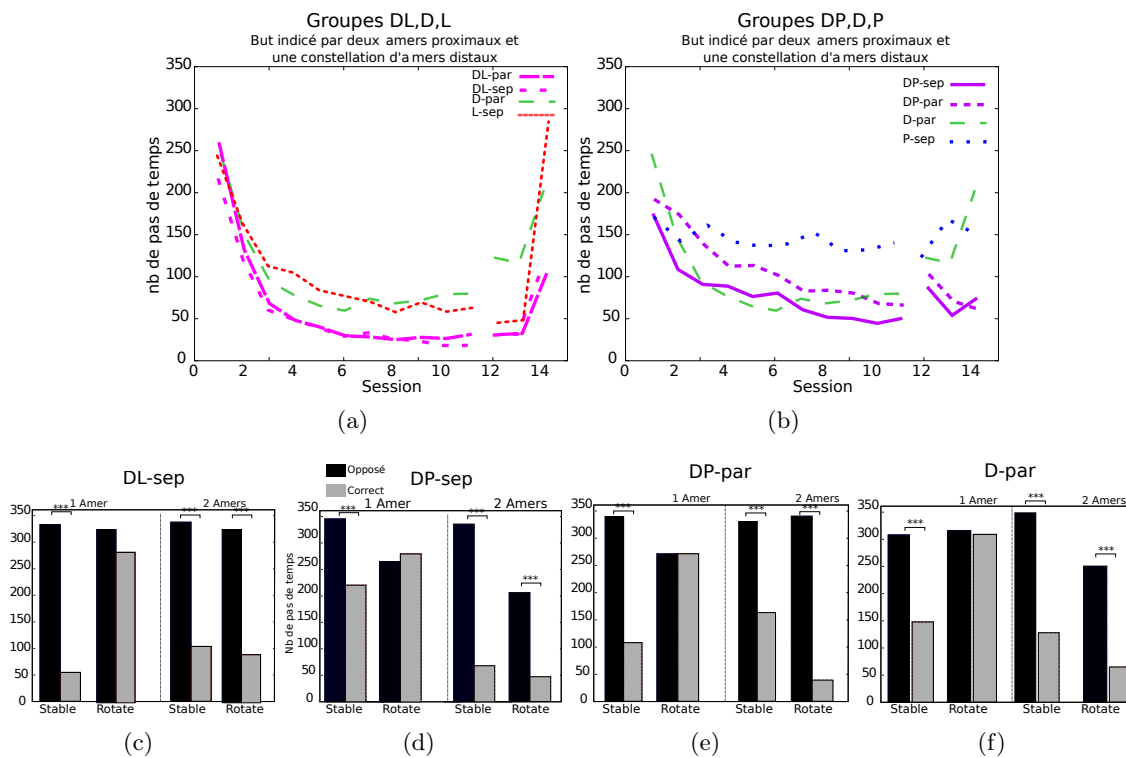 Groupes DL,D,L
But indicé par deux amers proximaux et
une constellation d'amers distaux
nb de pas de temps
350
300
250
200
150
100
50
0
DL-par
DL-sep
D-par
L-sep
0 2 4 6 8 10 12 14
Session
(a)
Groupes DP,D,P
But indicé par deux amers proximaux et
une constellation d'amers distaux
nb de pas de temps
350
300
250
200
150
100
50
0
DP-sep
DP-par
D-par
P-sep
0 2 4 6 8 10 12 14
Session
(b)
DL-sep
1 Amer 2 Amers
350
300
250
200
150
100
50
0
*** *** ***
Stable Rotate Stable Rotate
(c)
DP-sep
Opposé
Correct
1 Amer 2 Amers
Nb de pas de temps
350
300
250
200
150
100
50
0
*** *** ***
Stable Rotate Stable Rotate
(d)
DP-par
1 Amer 2 Amers
350
300
250
200
150
100
50
0
*** *** ***
Stable Rotate Stable Rotate
(e)
D-par
1 Amer 2 Amers
350
300
250
200
150
100
50
0
*** *** ***
Stable Rotate Stable Rotate
(f)